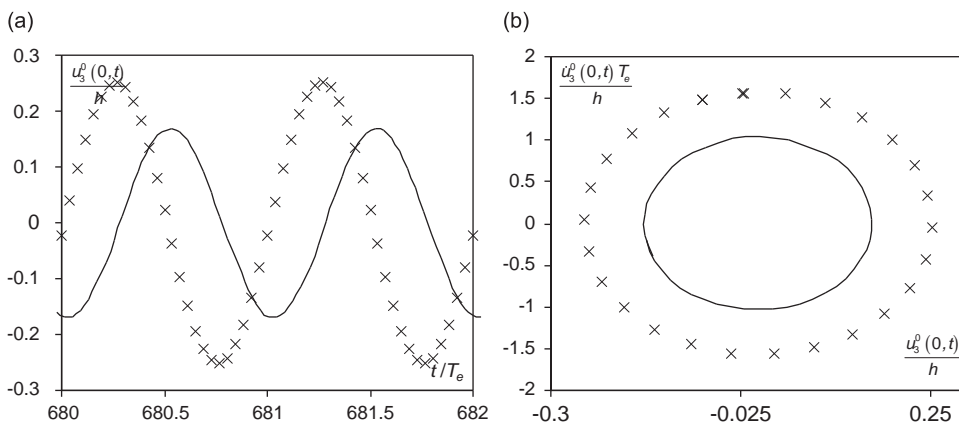 (a)
(b)
0.3
0.2
0.1
0
-0.1
-0.2
-0.3
u₃⁰(0,t)
h
t/Tₑ
680
680.5
681
681.5
682
2
1.5
1
0.5
0
-0.5
-1
-1.5
-2
u̇₃⁰(0,t)Tₑ
h
u₃⁰(0,t)
h
-0.3
-0.025
0.25